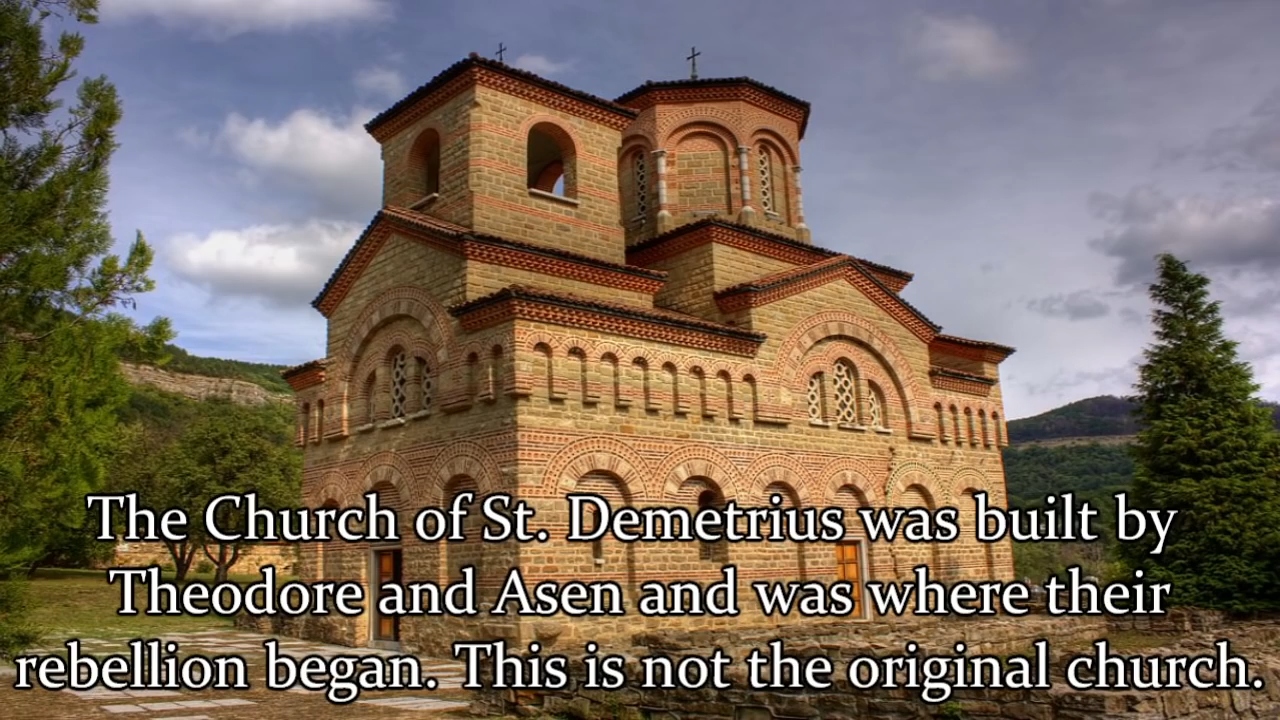 The Church of St. Demetrius was built by
Theodore and Asen and was where their
rebellion began. This is not the original church.